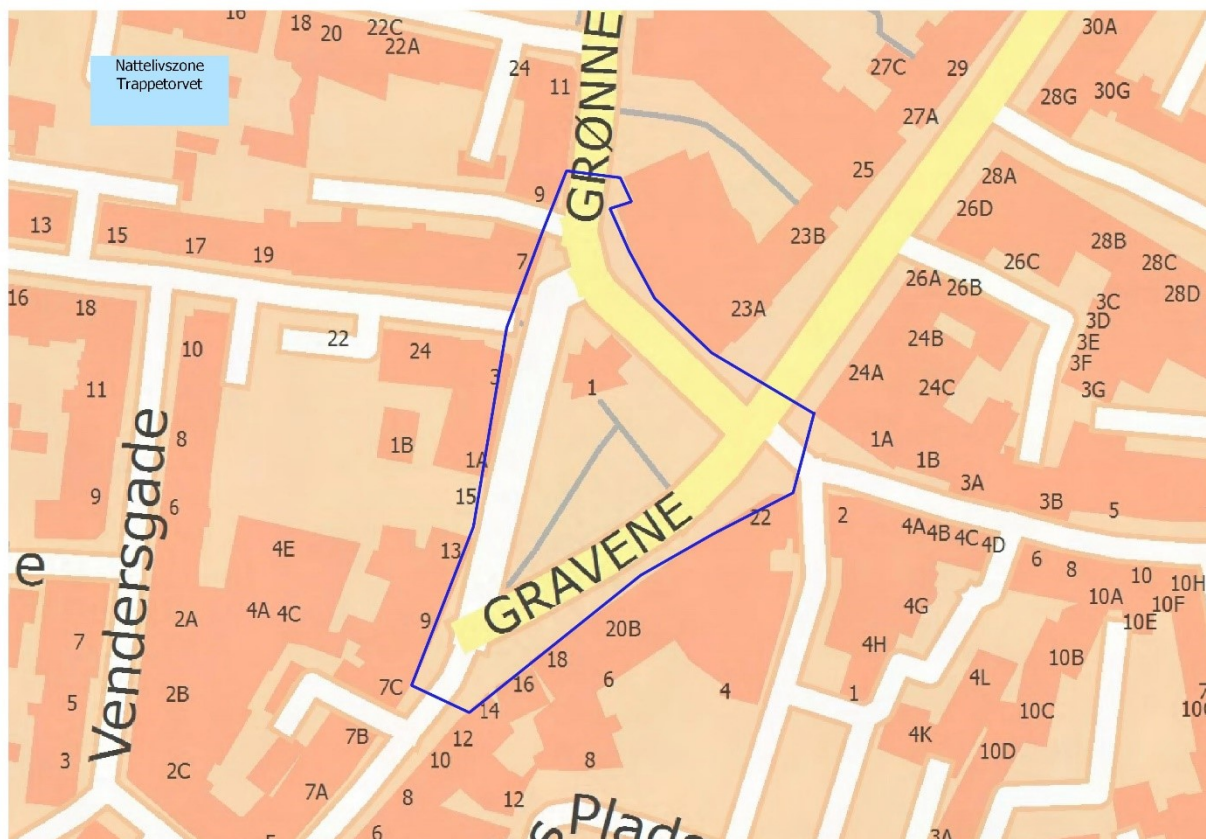 16
18
20
22C
22A
24
11
GRØNNE
27C
29
27A
30A
28G
30G
Nattelivszone
Trappetorvet
9
25
28A
26D
13
15
17
19
7
23B
28B
26C
28C
26A
26B
28D
16
18
22
24
10
3
1
23A
3C
3D
3E
3F
3G
24B
24A
24C
11
8
1B
1A
15
1A
1B
3A
3B
5
9
6
13
22
2
4A
4B
4C
4D
6
8
10
10H
GRAVENE
Vendersgade
e
4E
4A
4C
2A
9
20B
4G
4H
10A
10F
10E
7
5
3
2B
2C
7C
7B
7A
18
16
14
12
10
8
6
6
4
8
12
1
4L
10B
10C
10D
4K
3A
Plade